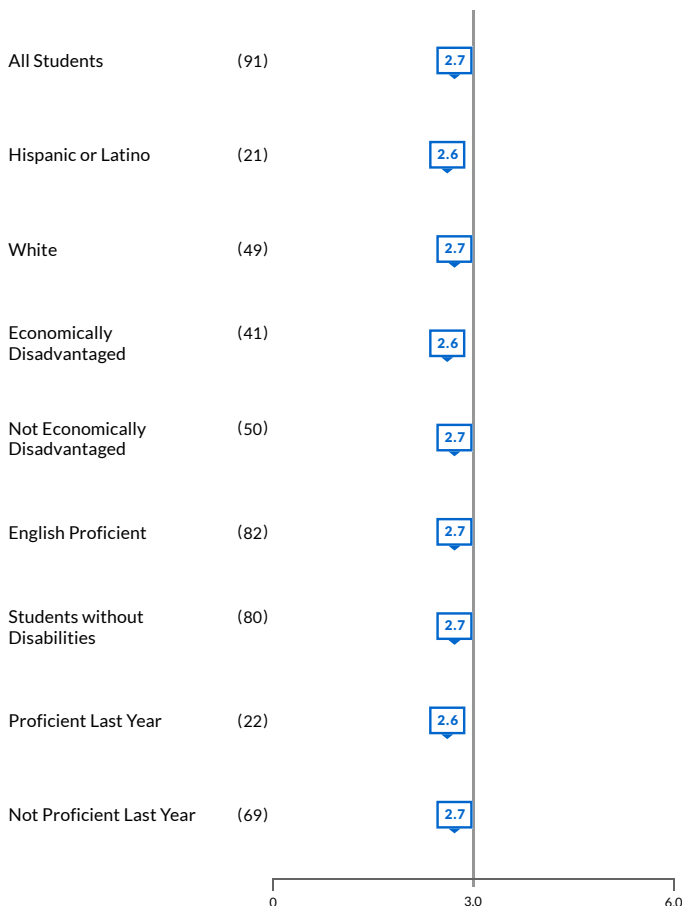 All Students (91) 2.7
Hispanic or Latino (21) 2.6
White (49) 2.7
Economically (41) 2.6
Disadvantaged
Not Economically (50) 2.7
Disadvantaged
English Proficient (82) 2.7
Students without (80) 2.7
Disabilities
Proficient Last Year (22) 2.6
Not Proficient Last Year (69) 2.7
0 3.0 6.0